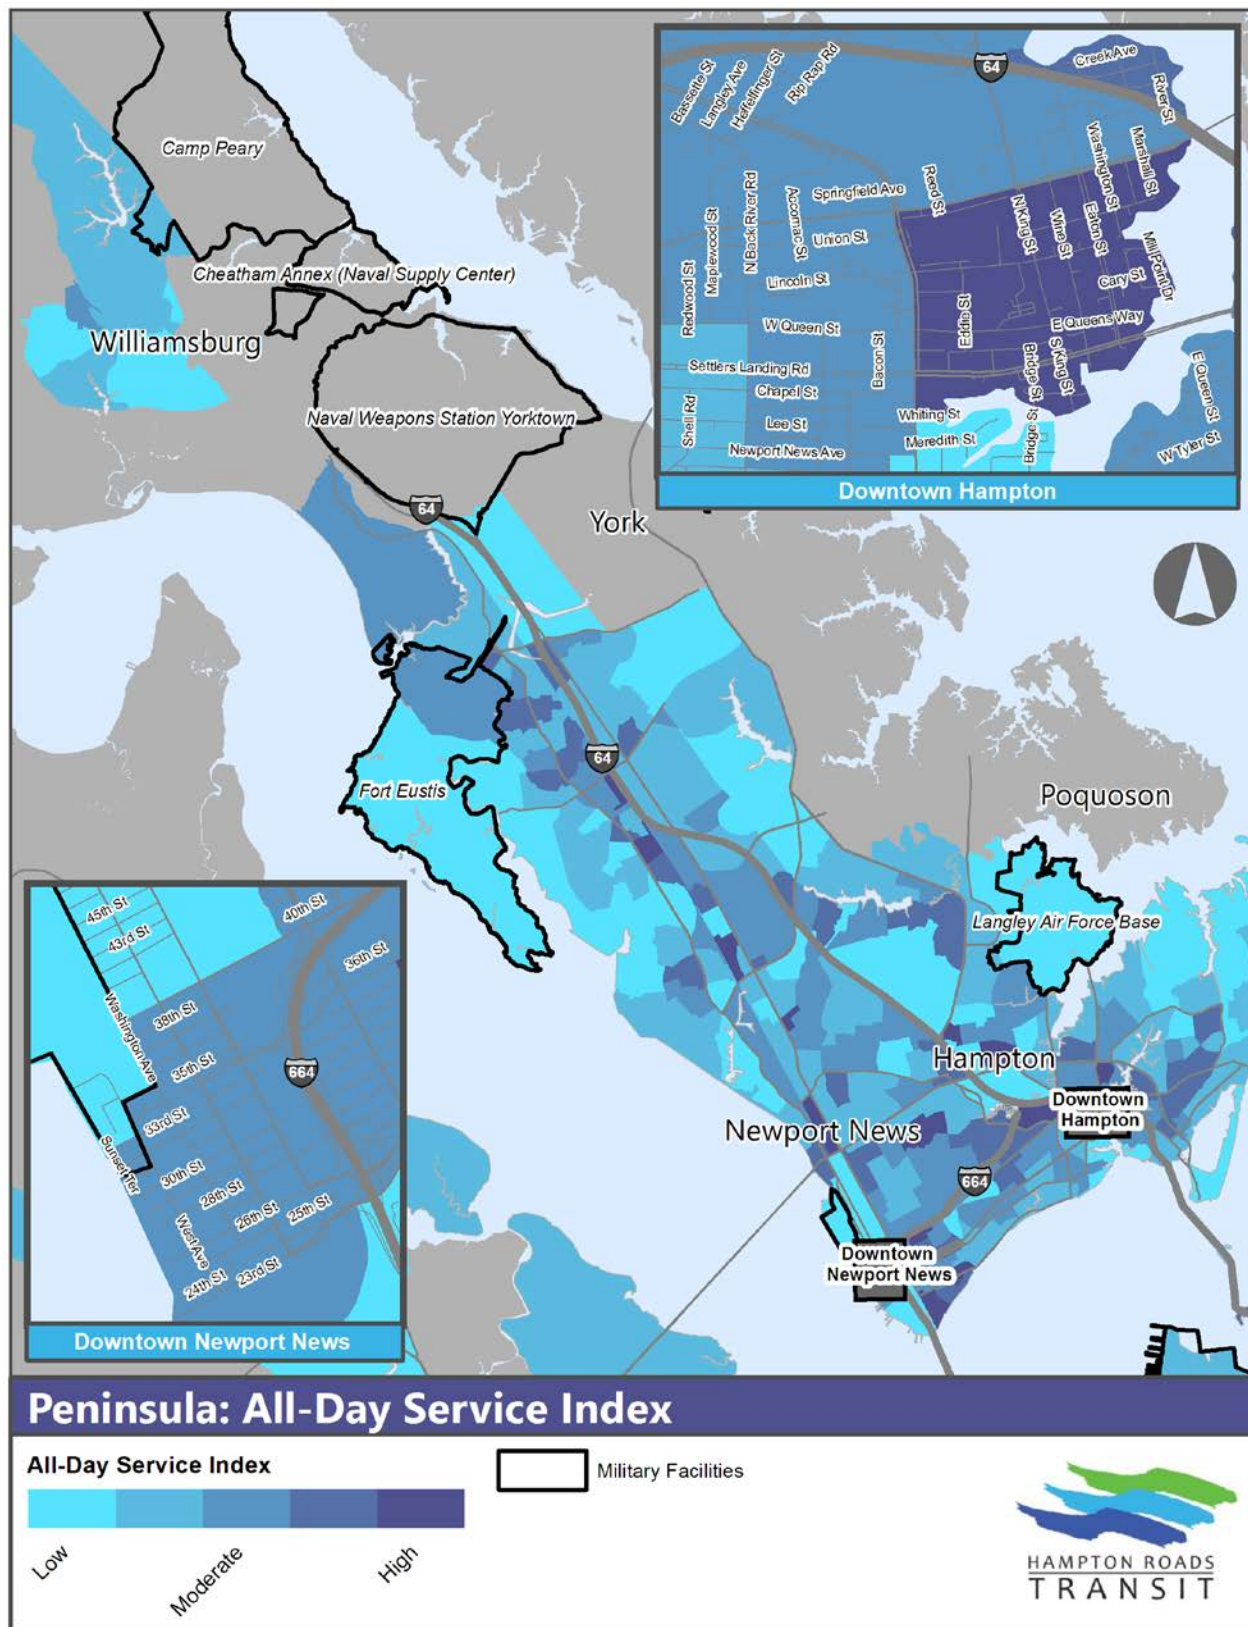 64
Creek Ave
River St
Bassette St
Langley Ave
Heffelfinger St
Rip Rap Rd
Washington St
Marshall St
Reed St
Springfield Ave
N Back River Rd
Accomac St
Maplewood St
N King St
Wine St
Eaton St
Mill Point Dr
Union St
Lincoln St
Cary St
Redwood St
W Queen St
Eddie St
E Queens Way
Settlers Landing Rd
Bacon St
Bridge St
S King St
E Queen St
Chapel St
Shell Rd
Lee St
Whiting St
Meredith St
Bridge St
Newport News Ave
W Tyler St
Downtown Hampton
Camp Peary
Cheatham Annex (Naval Supply Center)
Williamsburg
Naval Weapons Station Yorktown
64
York
64
Fort Eustis
Poquoson
Langley Air Force Base
Hampton
Downtown
Hampton
Newport News
664
Downtown
Newport News
45th St
43rd St
40th St
36th St
Washington Ave
38th St
35th St
664
33rd St
Sunset Ter
30th St
28th St
26th St
25th St
West Ave
24th St
23rd St
Downtown Newport News
Peninsula: All-Day Service Index
All-Day Service Index
Low
Moderate
High
Military Facilities
HAMPTON ROADS
TRANSIT